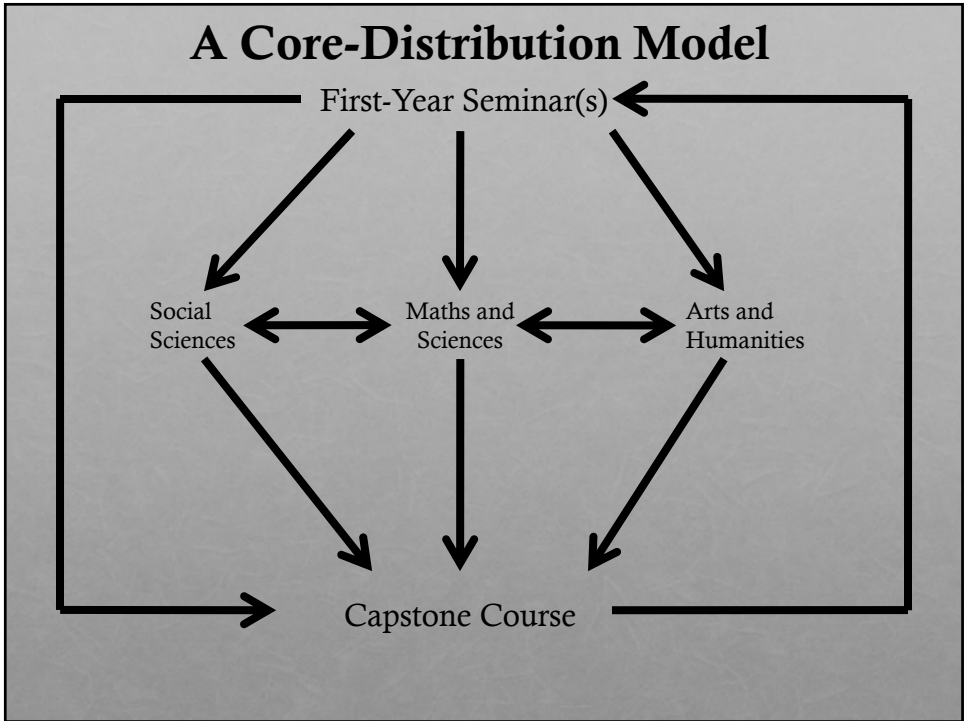 A Core-Distribution Model
First-Year Seminar(s)
Social
Sciences
Maths and
Sciences
Arts and
Humanities
Capstone Course